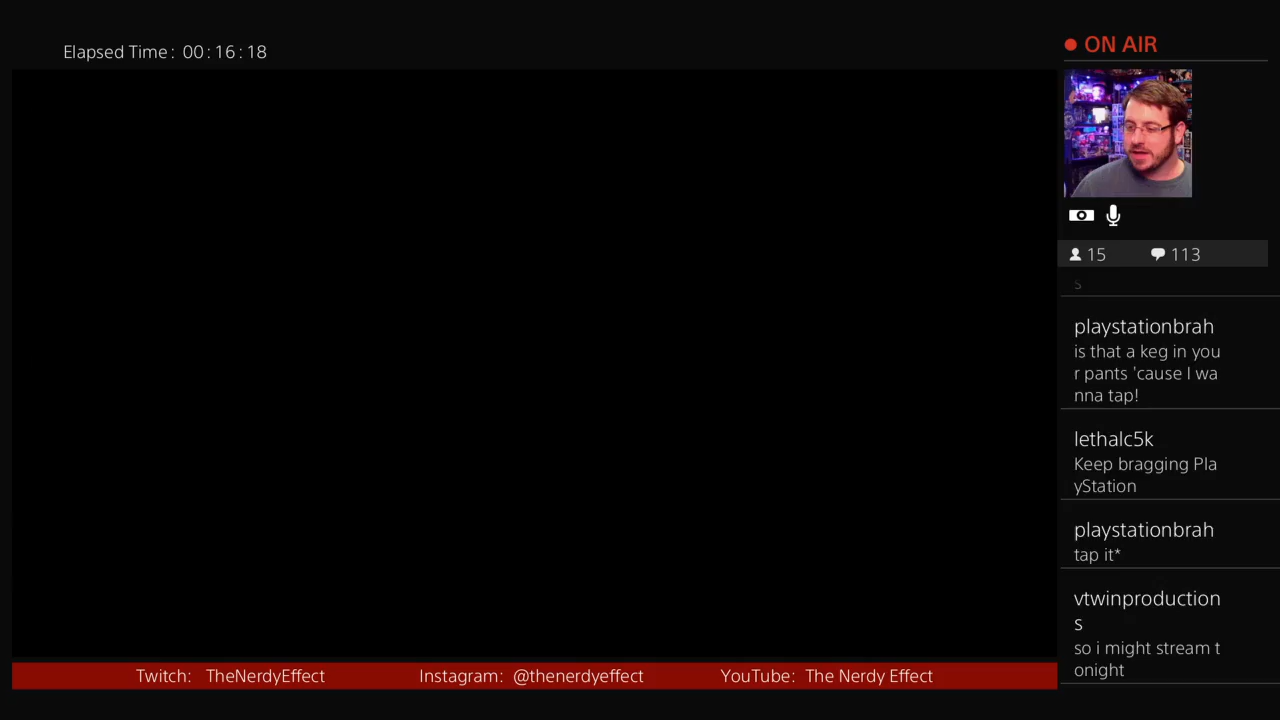 Elapsed Time: 00:16:18
ON AIR
15 113
s
playstationbrah
is that a keg in you
r pants 'cause I wa
nna tap!
lethalc5k
Keep bragging Pla
yStation
playstationbrah
tap it*
vtwinproduction
s
so i might stream t
onight
Twitch: TheNerdyEffect Instagram: @thenerdyeffect YouTube: The Nerdy Effect